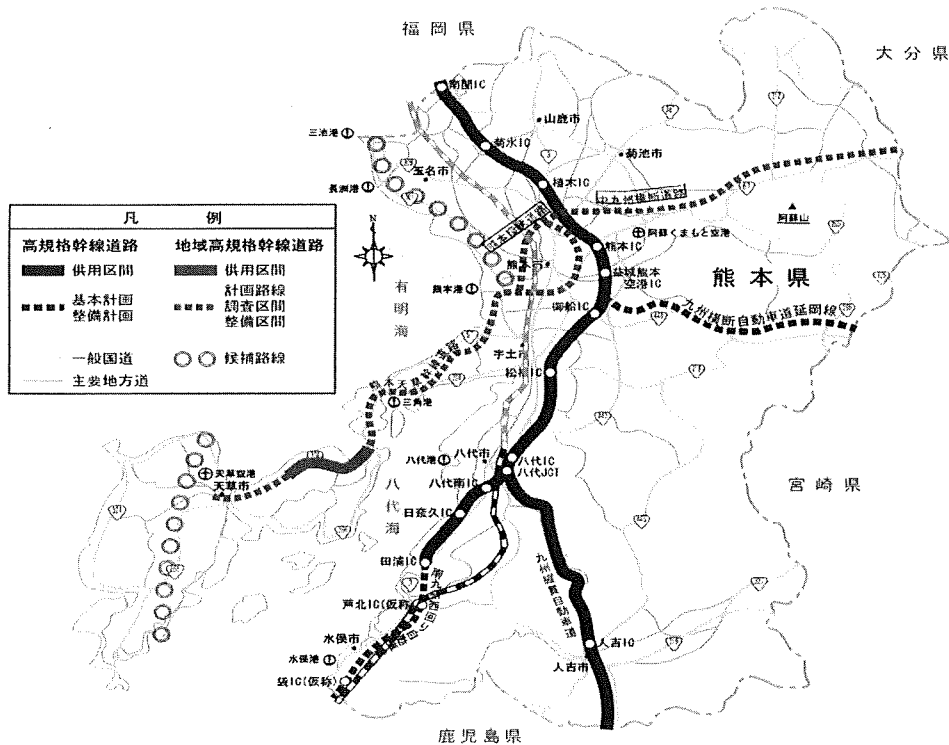 福岡県
大分県
南関IC
山鹿市
三池港
菊水IC
菊池市
玉名市
長洲港
植木IC
中九州横断道路
阿蘇山
阿蘇くまもと空港
熊本IC
凡 例
高規格幹線道路
地域高規格幹線道路
供用区間
供用区間
基本計画
整備計画
計画路線
調査区間
整備区間
一般国道
候補路線
主要地方道
N
有明海
熊本港
益城熊本
空港IC
熊本県
御船IC
九州横断自動車道延岡線
宇土市
松橋IC
三角港
八代市
八代港
八代IC
八代JCT
八代南IC
天草空港
天草市
八代海
日奈久IC
宮崎県
田浦IC
九州縦貫自動車道
芦北IC(仮称)
水俣市
水俣港
人吉IC
人吉市
袋IC(仮称)
鹿児島県